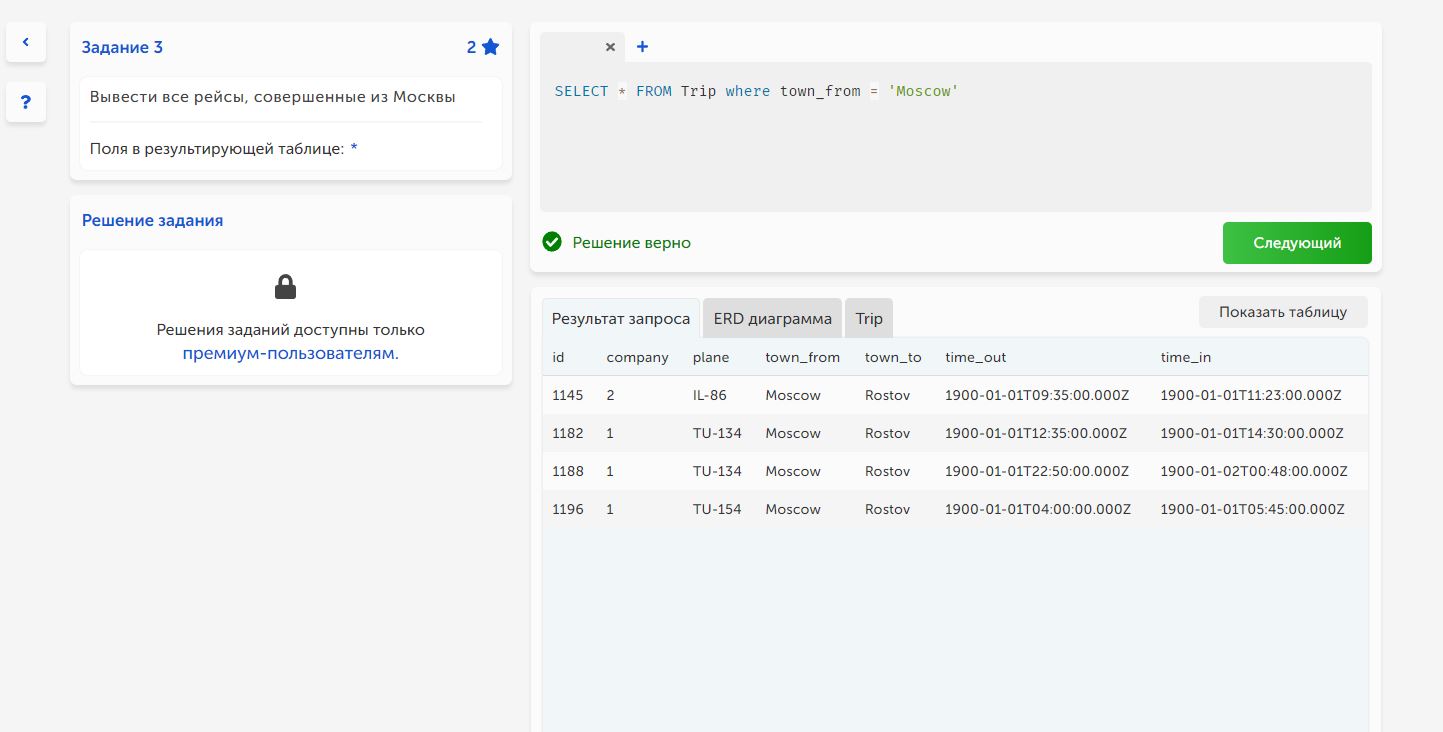 Задание 3
2
?
Вывести все рейсы, совершенные из Москвы
Поля в результирующей таблице: *
Решение задания
Решения заданий доступны только
премиум-пользователям.
SELECT * FROM Trip where town_from = 'Moscow'
Решение верно
Следующий
Результат запроса ERD диаграмма Trip
Показать таблицу
id company plane town_from town_to time_out time_in
1145 2 IL-86 Moscow Rostov 1900-01-01T09:35:00.000Z 1900-01-01T11:23:00.000Z
1182 1 TU-134 Moscow Rostov 1900-01-01T12:35:00.000Z 1900-01-01T14:30:00.000Z
1188 1 TU-134 Moscow Rostov 1900-01-01T22:50:00.000Z 1900-01-02T00:48:00.000Z
1196 1 TU-154 Moscow Rostov 1900-01-01T04:00:00.000Z 1900-01-01T05:45:00.000Z